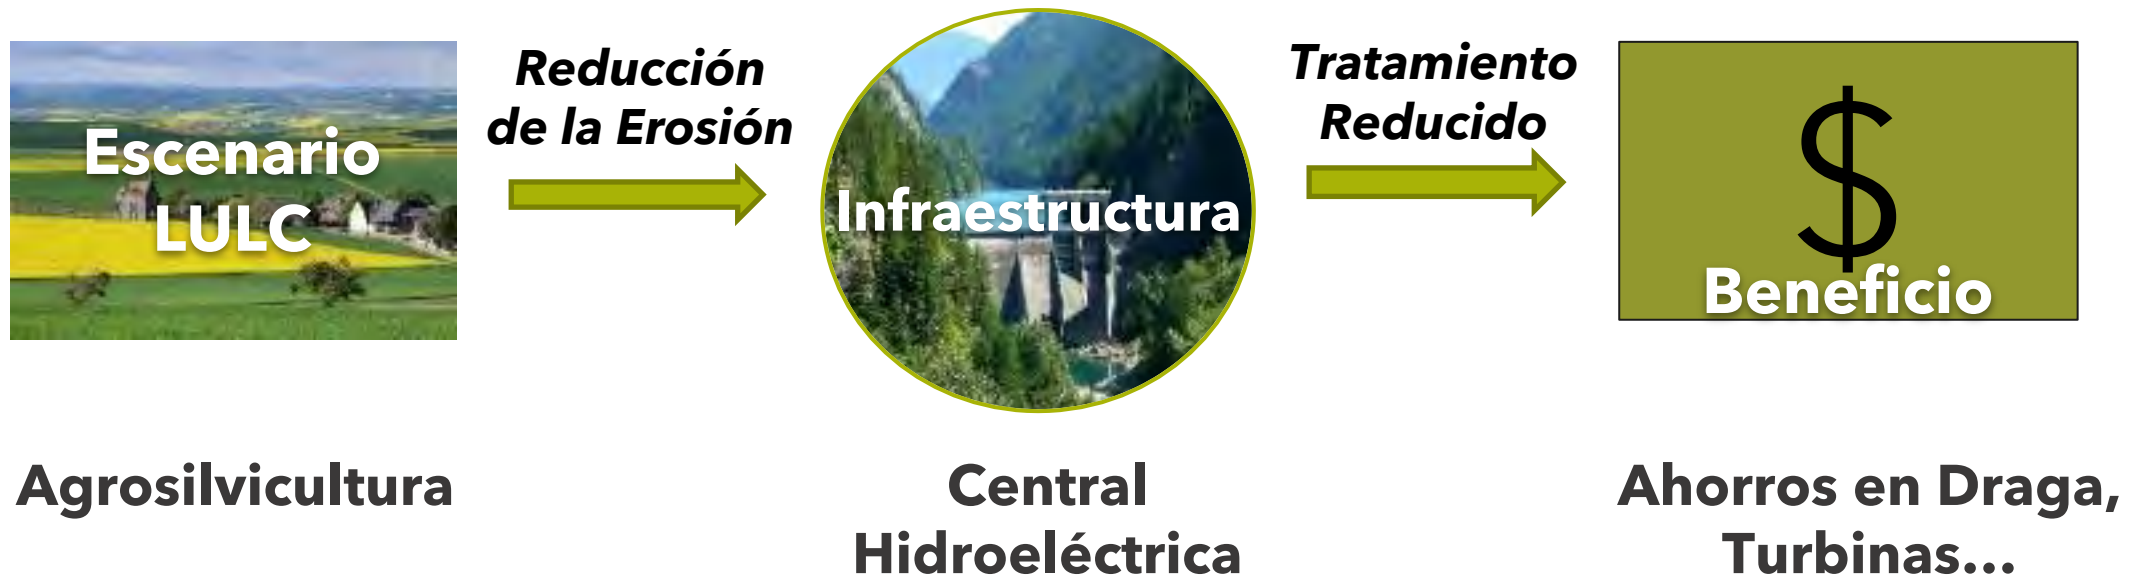 Escenario
LULC
Reducción
de la Erosión
Infraestructura
Tratamiento
Reducido
$
Beneficio
Agrosilvicultura
Central
Hidroeléctrica
Ahorros en Draga,
Turbinas...